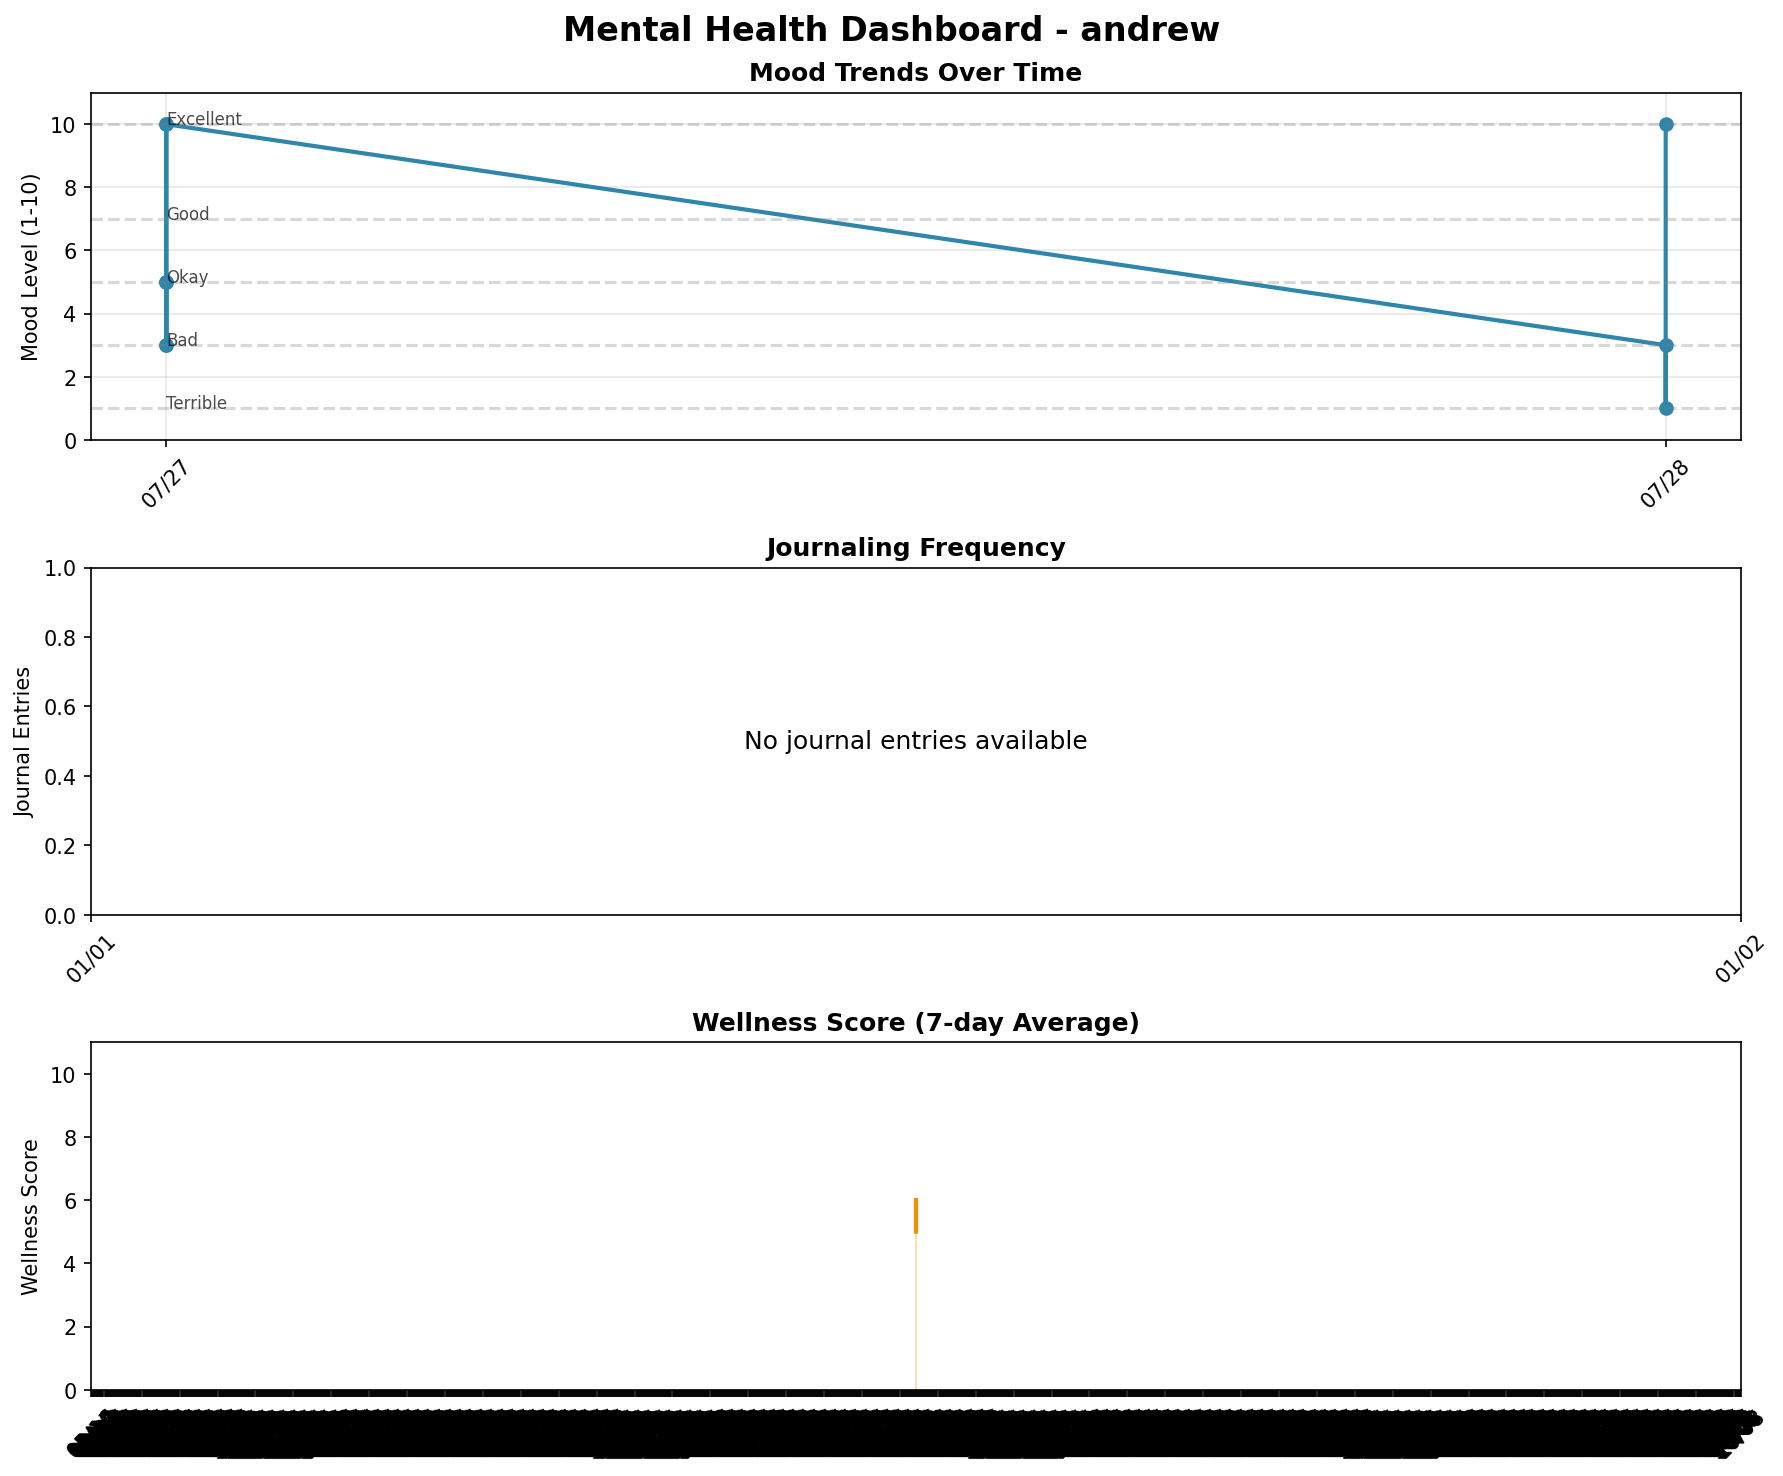 Mental Health Dashboard - andrew
Mood Trends Over Time
Mood Level (1-10)
10
8
6
4
2
0
Excellent
Good
Okay
Bad
Terrible
07/27
07/28
Journaling Frequency
Journal Entries
1.0
0.8
0.6
0.4
0.2
0.0
No journal entries available
01/01
01/02
Wellness Score (7-day Average)
Wellness Score
10
8
6
4
2
0